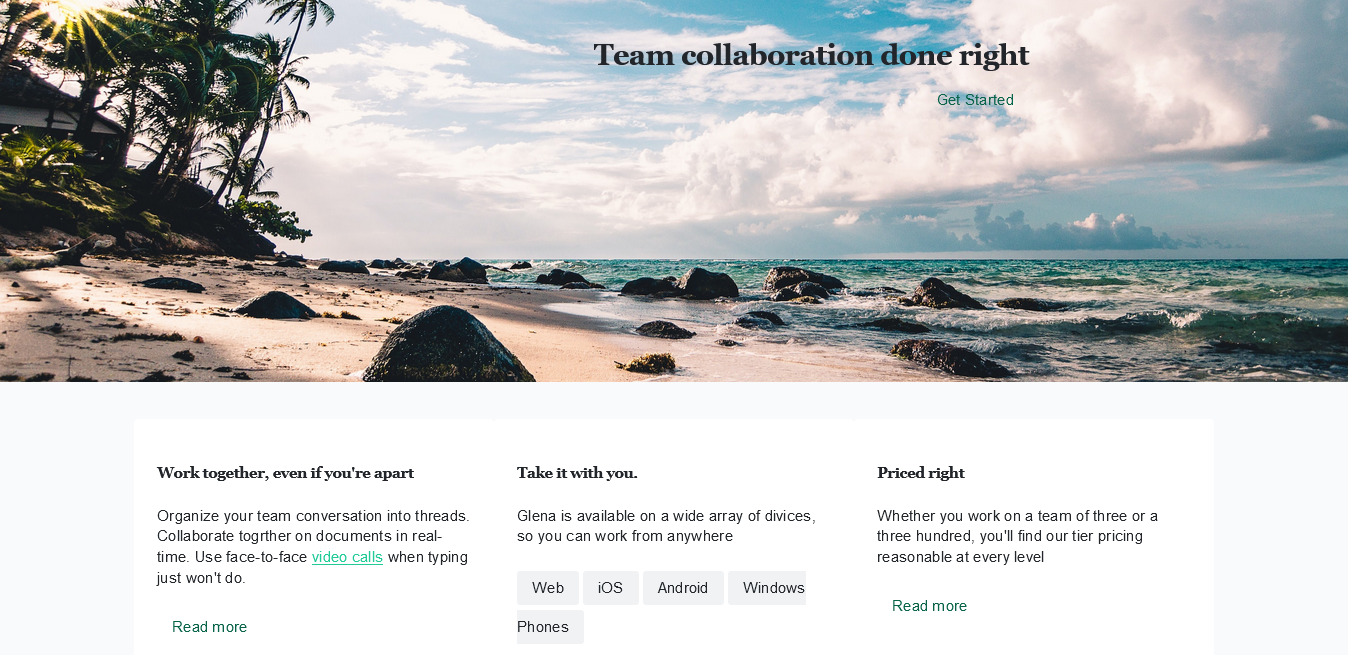 Team collaboration done right
Get Started
Work together, even if you're apart
Organize your team conversation into threads.
Collaborate togrther on documents in real-
time. Use face-to-face video calls when typing
just won't do.
Read more
Take it with you.
Glena is available on a wide array of divices,
so you can work from anywhere
Web iOS Android Windows
Phones
Priced right
Whether you work on a team of three or a
three hundred, you'll find our tier pricing
reasonable at every level
Read more